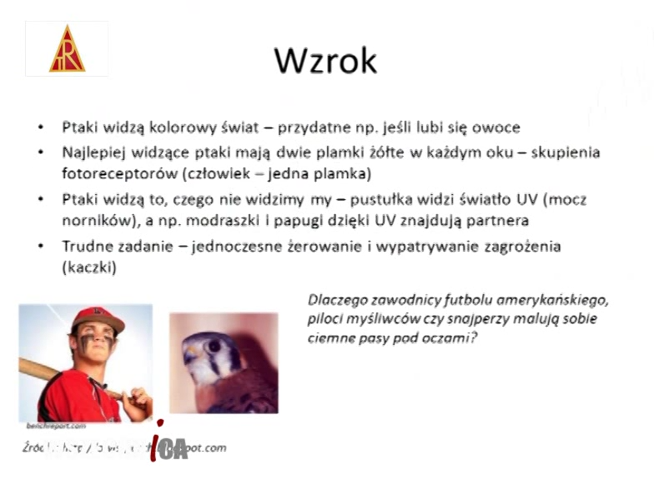 Wzrok
• Ptaki widzą kolorowy świat – przydatne np. jeśli lubi się owoce
• Najlepiej widzące ptaki mają dwie plamki żółte w każdym oku – skupienia
fotoreceptorów (człowiek – jedna plamka)
• Ptaki widzą to, czego nie widzimy my – pustułka widzi światło UV (mocz
norników), a np. modraszki i papugi dzięki UV znajdują partnera
• Trudne zadanie – jednoczesne żerowanie i wypatrywanie zagrożenia
(kaczki)
Dlaczego zawodnicy futbolu amerykańskiego,
piloci myśliwców czy snajperzy malują sobie
ciemne pasy pod oczami?
benchreport.com